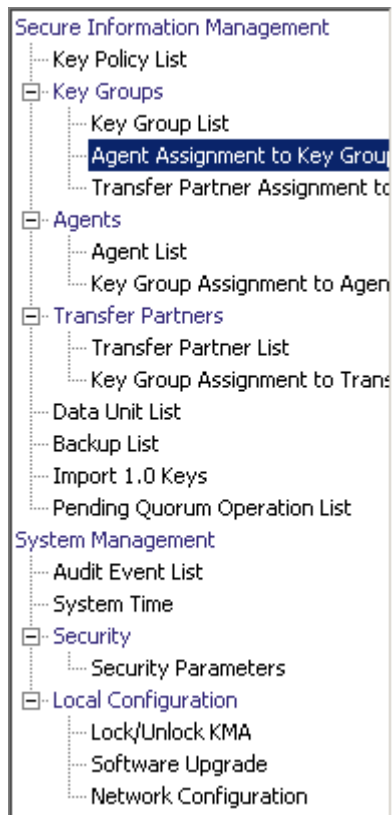 Secure Information Management
Key Policy List
Key Groups
Key Group List
Agent Assignment to Key Grou
Transfer Partner Assignment to
Agents
Agent List
Key Group Assignment to Agen
Transfer Partners
Transfer Partner List
Key Group Assignment to Trans
Data Unit List
Backup List
Import 1.0 Keys
Pending Quorum Operation List
System Management
Audit Event List
System Time
Security
Security Parameters
Local Configuration
Lock/Unlock KMA
Software Upgrade
Network Configuration